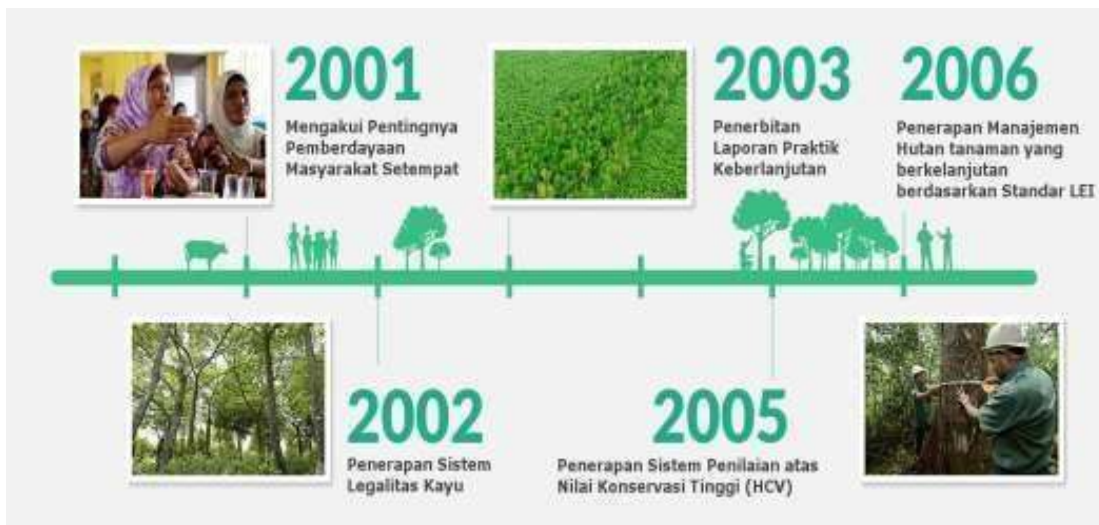 2001
Mengakui Pentingnya
Pemberdayaan
Masyarakat Setempat
2002
Penerapan Sistem
Legalitas Kayu
2003
Penerbitan
Laporan Praktik
Keberlanjutan
2005
Penerapan Sistem Penilaian atas
Nilai Konservasi Tinggi (HCV)
2006
Penerapan Manajemen
Hutan tanaman yang
berkelanjutan
berdasarkan Standar LEI